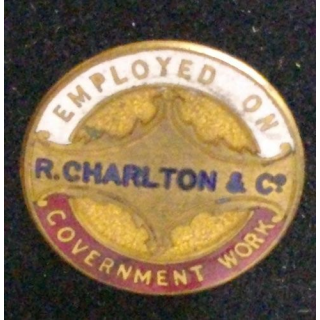 EMPLOYED ON
R. CHARLTON & Co
GOVERNMENT WORK